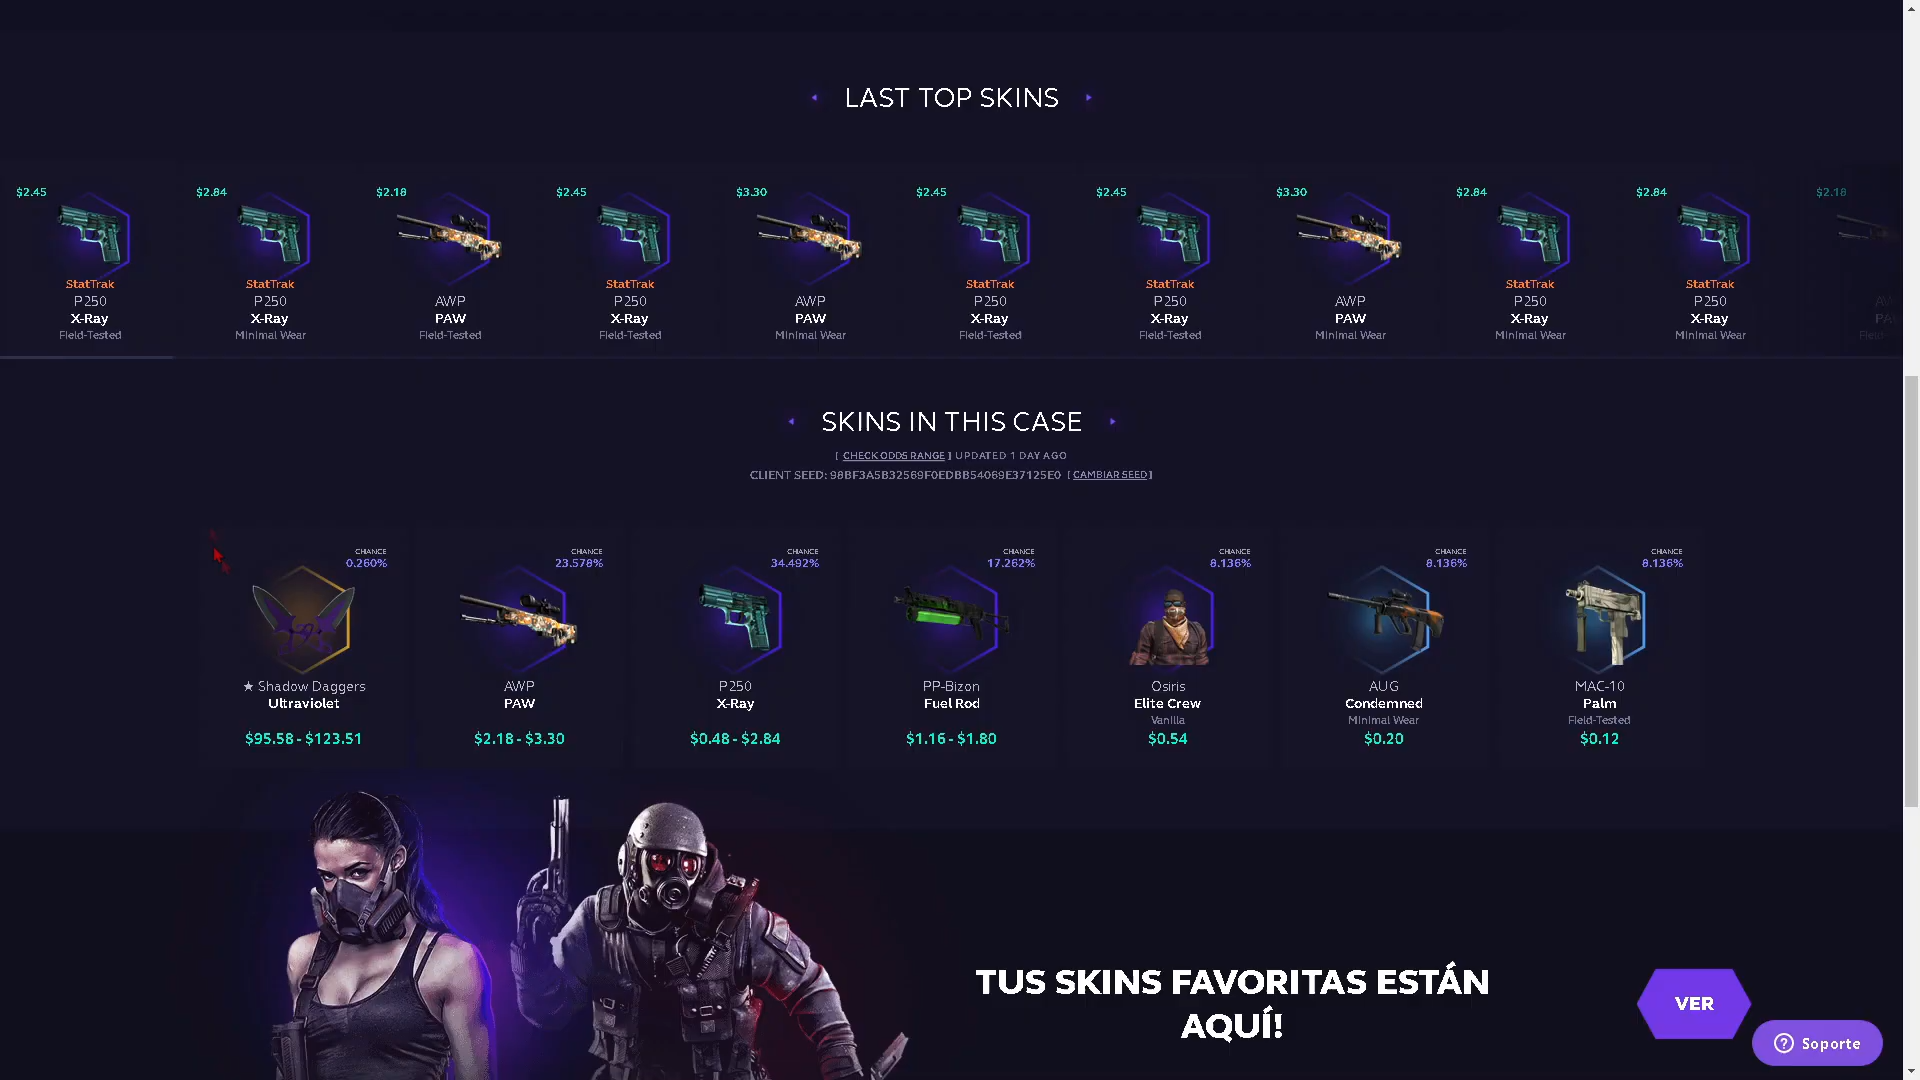 LAST TOP SKINS
$2.45 $2.84 $2.18 $2.45 $3.30 $2.45 $2.45 $3.30 $2.84 $2.84 $2.18
StatTrak StatTrak StatTrak StatTrak StatTrak StatTrak StatTrak
P250 P250 AWP P250 AWP P250 P250 AWP P250 P250
X-Ray X-Ray PAW X-Ray PAW X-Ray X-Ray PAW X-Ray X-Ray
Field-Tested Minimal Wear Field-Tested Field-Tested Minimal Wear Field-Tested Field-Tested Minimal Wear Minimal Wear Minimal Wear
SKINS IN THIS CASE
[ CHECK ODDS RANGE ] UPDATED 1 DAY AGO
CLIENT SEED: 98BF3A5B32569F0EDBB54069E37125E0 [ CAMBIAR SEED ]
CHANCE CHANCE CHANCE CHANCE CHANCE CHANCE CHANCE
0.260% 23.578% 34.492% 17.262% 8.136% 8.136% 8.136%
★ Shadow Daggers AWP P250 PP-Bizon Osiris AUG MAC-10
Ultraviolet PAW X-Ray Fuel Rod Elite Crew Condemned Palm
Vanilla Minimal Wear Field-Tested
$95.58 - $123.51 $2.18 - $3.30 $0.48 - $2.84 $1.16 - $1.80 $0.54 $0.20 $0.12
TUS SKINS FAVORITAS ESTÁN
AQUÍ!
VER
Soporte